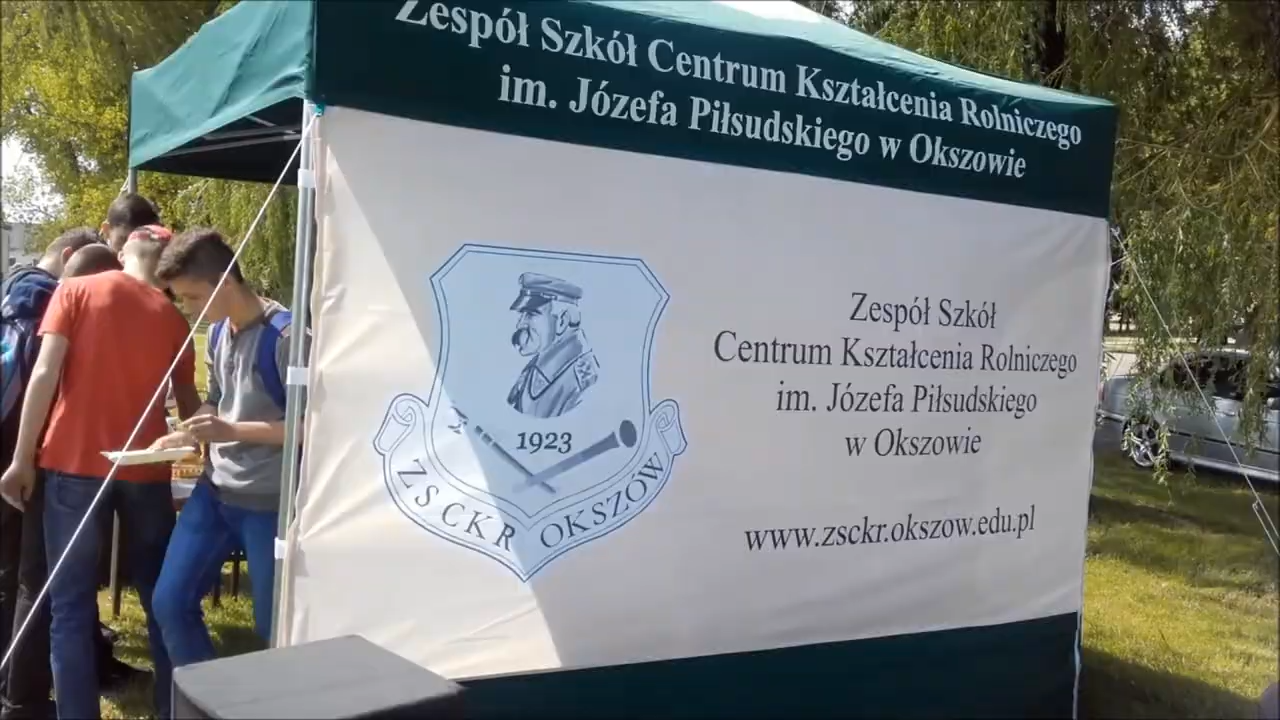 Zespół Szkół Centrum Kształcenia Rolniczego
im. Józefa Piłsudskiego w Okszowie
1923
ZSCKR OKSZÓW
Zespół Szkół
Centrum Kształcenia Rolniczego
im. Józefa Piłsudskiego
w Okszowie
www.zsckr.okszow.edu.pl